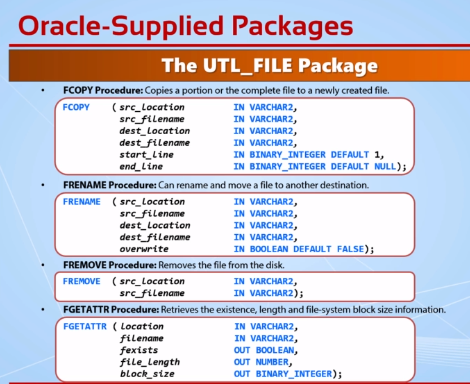 Oracle-Supplied Packages
The UTL_FILE Package
• FCOPY Procedure: Copies a portion or the complete file to a newly created file.
FCOPY ( src_location IN VARCHAR2,
src_filename IN VARCHAR2,
dest_location IN VARCHAR2,
dest_filename IN VARCHAR2,
start_line IN BINARY_INTEGER DEFAULT 1,
end_line IN BINARY_INTEGER DEFAULT NULL);
• FRENAME Procedure: Can rename and move a file to another destination.
FRENAME ( src_location IN VARCHAR2,
src_filename IN VARCHAR2,
dest_location IN VARCHAR2,
dest_filename IN VARCHAR2,
overwrite IN BOOLEAN DEFAULT FALSE);
• FREMOVE Procedure: Removes the file from the disk.
FREMOVE ( src_location IN VARCHAR2,
src_filename IN VARCHAR2);
• FGETATTR Procedure: Retrieves the existence, length and file-system block size information.
FGETATTR ( location IN VARCHAR2,
filename IN VARCHAR2,
fexists OUT BOOLEAN,
file_length OUT NUMBER,
block_size OUT BINARY_INTEGER);